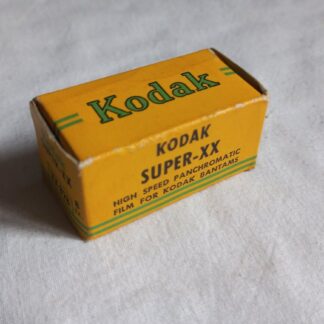 Kodak
KODAK
SUPER-XX
HIGH SPEED PANCHROMATIC
FILM FOR KODAK BANTAMS